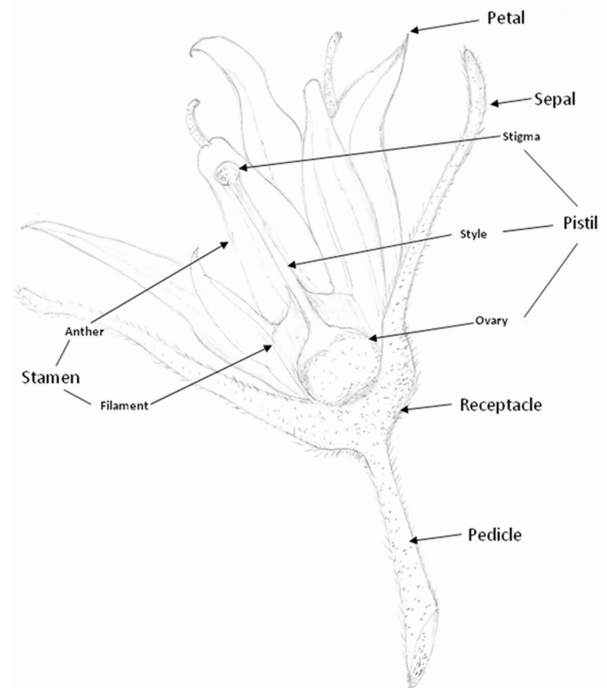 Petal
Sepal
Stigma
Pistil
Style
Ovary
Anther
Stamen
Filament
Receptacle
Pedicle